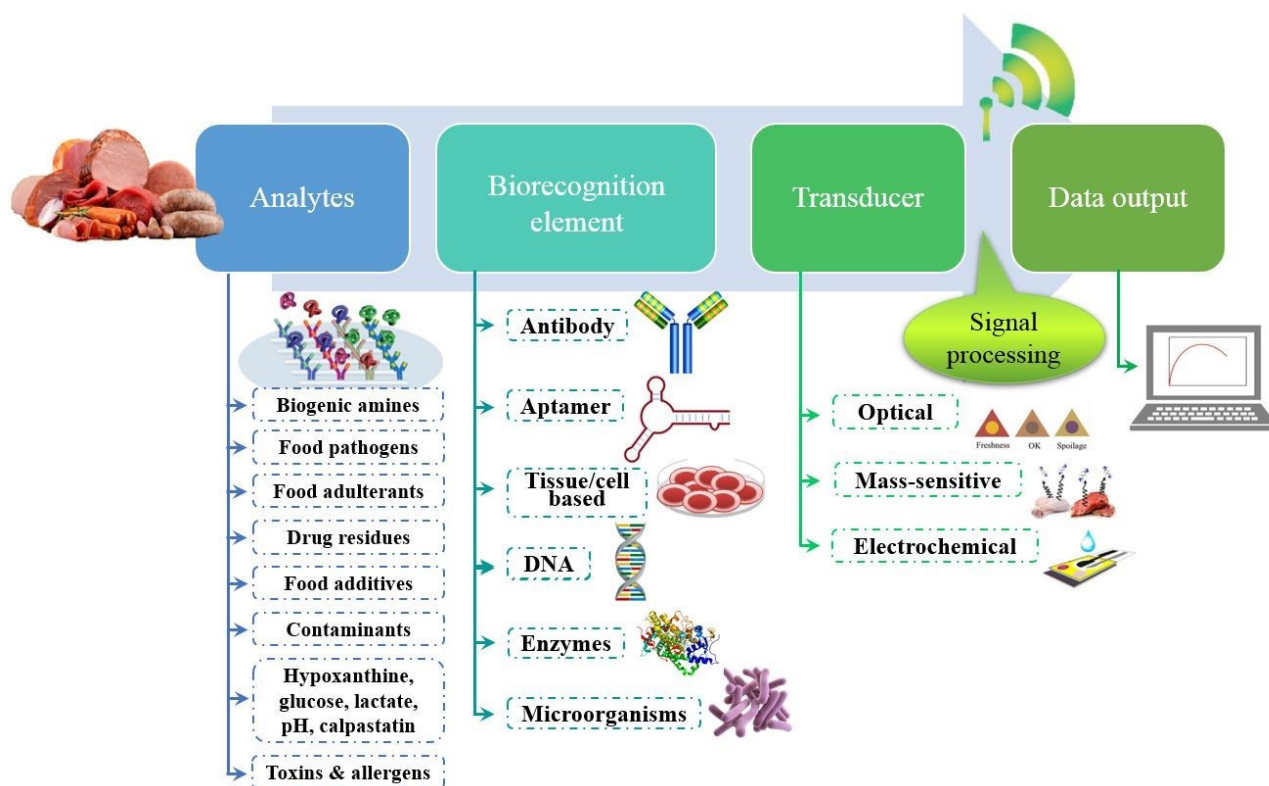 Analytes
Biorecognition
element
Transducer
Data output
Signal
processing
Biogenic amines
Food pathogens
Food adulterants
Drug residues
Food additives
Contaminants
Hypoxanthine,
glucose, lactate,
pH, calpastatin
Toxins & allergens
Antibody
Aptamer
Tissue/cell
based
DNA
Enzymes
Microorganisms
Optical
Freshness
OK
Spoilage
Mass-sensitive
Electrochemical